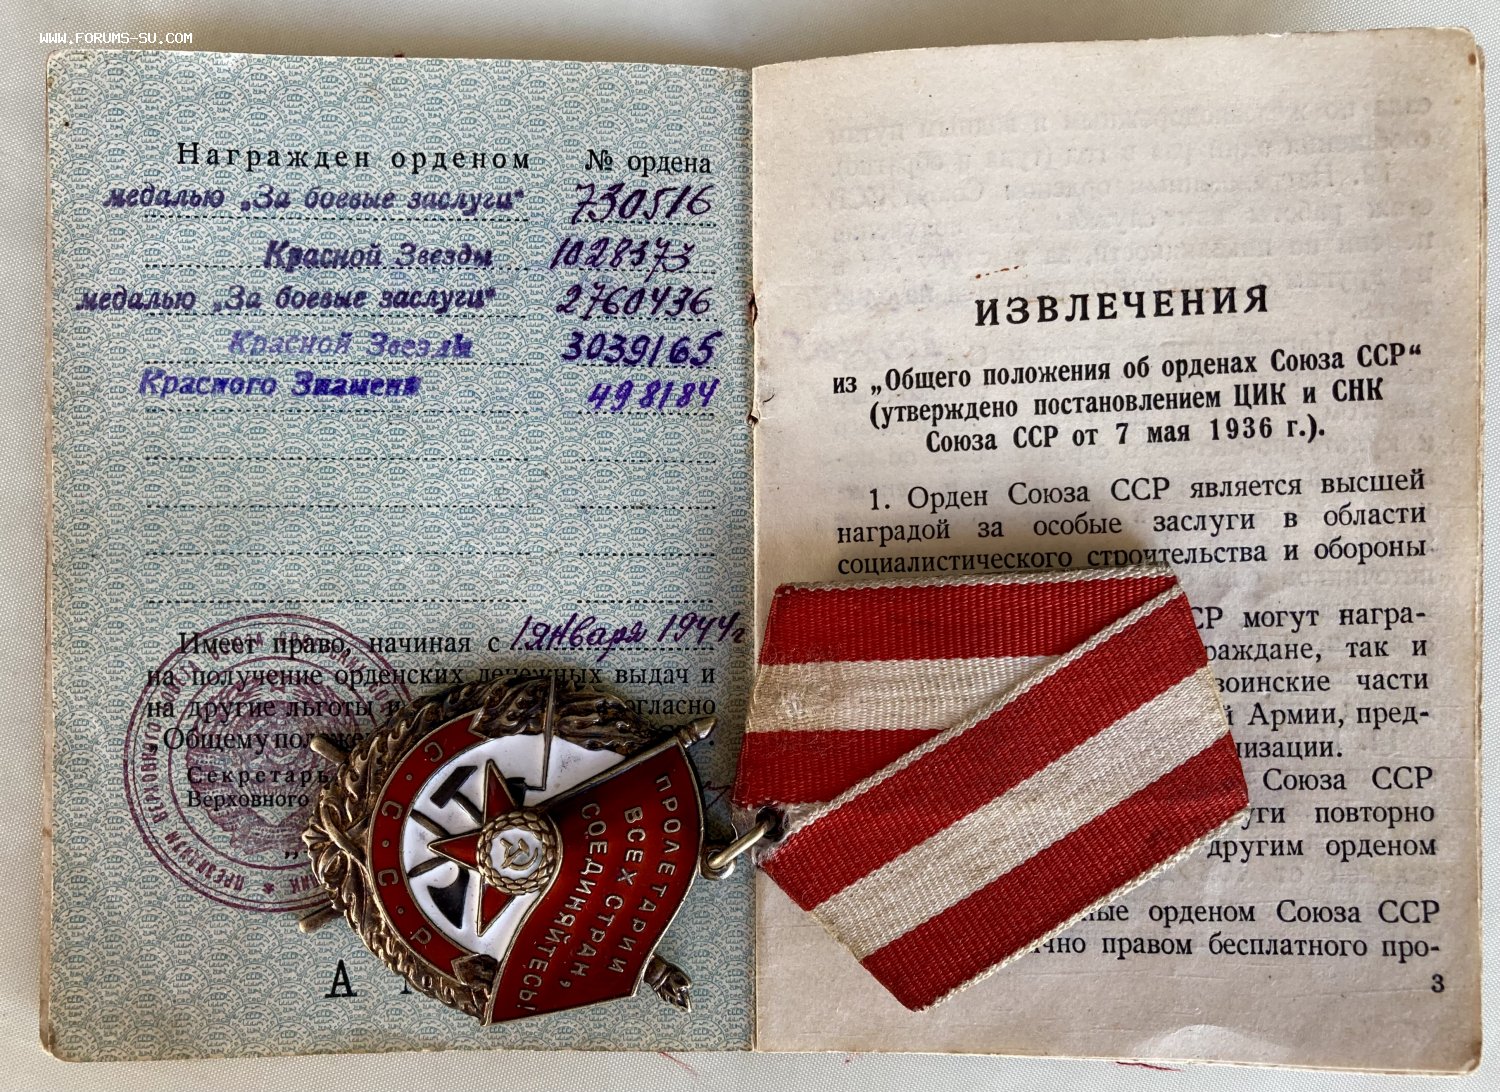 WWW.FORUMS-SU.COM
Награжден орденом № ордена
медалью „За боевые заслуги“ 730516
Красной Звезды 1028373
медалью „За боевые заслуги“ 2760436
Красной Звезды 3039165
Красного Знамени 498184
Имеет право, начиная с 1 января 1944 г
на получение орденских денежных выдач и
на другие льготы согласно
Общему
Секретарь
Верховного
А
С · С · С · Р
ПРОЛЕТАРИИ
ВСЕХ СТРАН,
СОЕДИНЯЙТЕСЬ!
ИЗВЛЕЧЕНИЯ
из „Общего положения об орденах Союза ССР“
(утверждено постановлением ЦИК и СНК
Союза ССР от 7 мая 1936 г.).
1. Орден Союза ССР является высшей
наградой за особые заслуги в области
социалистического строительства и обороны
СР могут награ-
раждане, так и
воинские части
й Армии, пред-
низации.
Союза ССР
уги повторно
другим орденом
ные орденом Союза ССР
чно правом бесплатного про-
3